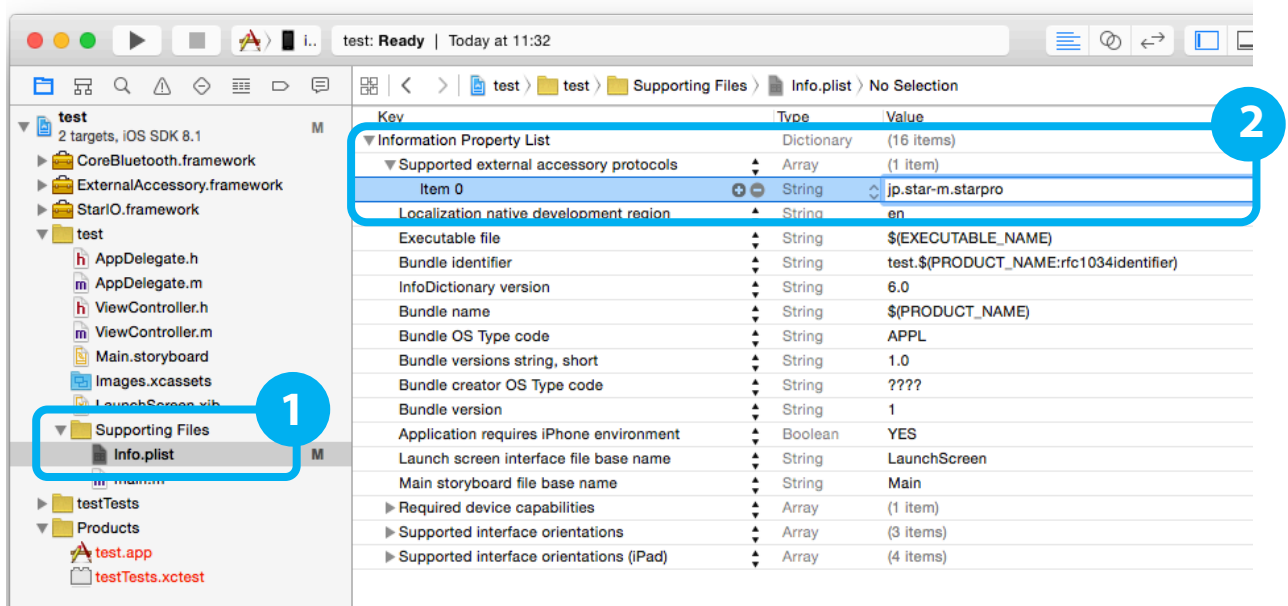 i..
test: Ready | Today at 11:32
test 〉 test 〉 Supporting Files 〉 Info.plist 〉 No Selection
test
2 targets, iOS SDK 8.1
M
CoreBluetooth.framework
ExternalAccessory.framework
StarIO.framework
test
h AppDelegate.h
m AppDelegate.m
h ViewController.h
m ViewController.m
Main.storyboard
Images.xcassets
LaunchScreen.xib
1
Supporting Files
Info.plist M
m main.m
testTests
Products
test.app
testTests.xctest
Key Type Value
2
Information Property List Dictionary (16 items)
Supported external accessory protocols Array (1 item)
Item 0 String jp.star-m.starpro
Localization native development region String en
Executable file String $(EXECUTABLE_NAME)
Bundle identifier String test.$(PRODUCT_NAME:rfc1034identifier)
InfoDictionary version String 6.0
Bundle name String $(PRODUCT_NAME)
Bundle OS Type code String APPL
Bundle versions string, short String 1.0
Bundle creator OS Type code String ????
Bundle version String 1
Application requires iPhone environment Boolean YES
Launch screen interface file base name String LaunchScreen
Main storyboard file base name String Main
Required device capabilities Array (1 item)
Supported interface orientations Array (3 items)
Supported interface orientations (iPad) Array (4 items)